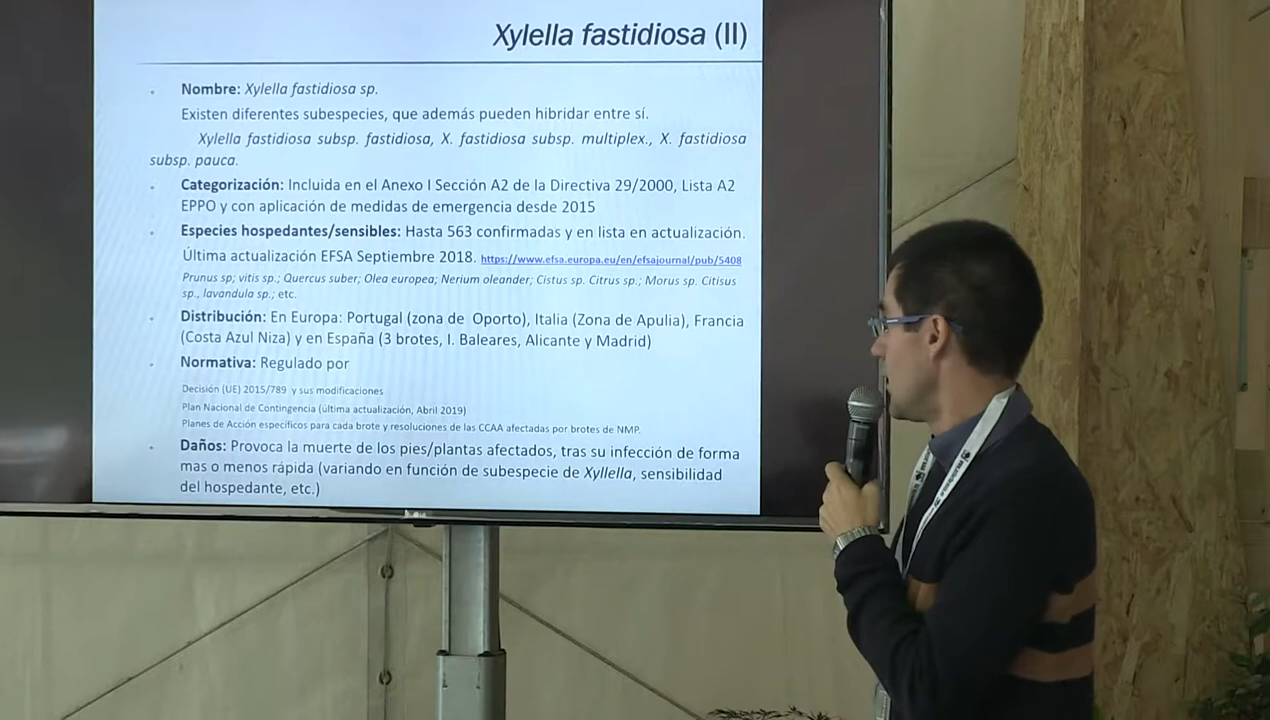 Xylella fastidiosa (II)
Nombre: Xylella fastidiosa sp.
Existen diferentes subespecies, que además pueden hibridar entre sí.
Xylella fastidiosa subsp. fastidiosa, X. fastidiosa subsp. multiplex., X. fastidiosa
subsp. pauca.
Categorización: Incluida en el Anexo I Sección A2 de la Directiva 29/2000, Lista A2
EPPO y con aplicación de medidas de emergencia desde 2015
Especies hospedantes/sensibles: Hasta 563 confirmadas y en lista en actualización.
Última actualización EFSA Septiembre 2018. https://www.efsa.europa.eu/en/efsajournal/pub/5408
Prunus sp; vitis sp.; Quercus suber; Olea europea; Nerium oleander; Cistus sp. Citrus sp.; Morus sp. Citisus
sp., lavandula sp.; etc.
Distribución: En Europa: Portugal (zona de Oporto), Italia (Zona de Apulia), Francia
(Costa Azul Niza) y en España (3 brotes, I. Baleares, Alicante y Madrid)
Normativa: Regulado por
Decisión (UE) 2015/789 y sus modificaciones
Plan Nacional de Contingencia (última actualización, Abril 2019)
Planes de Acción específicos para cada brote y resoluciones de las CCAA afectadas por brotes de NMP.
Daños: Provoca la muerte de los pies/plantas afectados, tras su infección de forma
mas o menos rápida (variando en función de subespecie de Xyllella, sensibilidad
del hospedante, etc.)